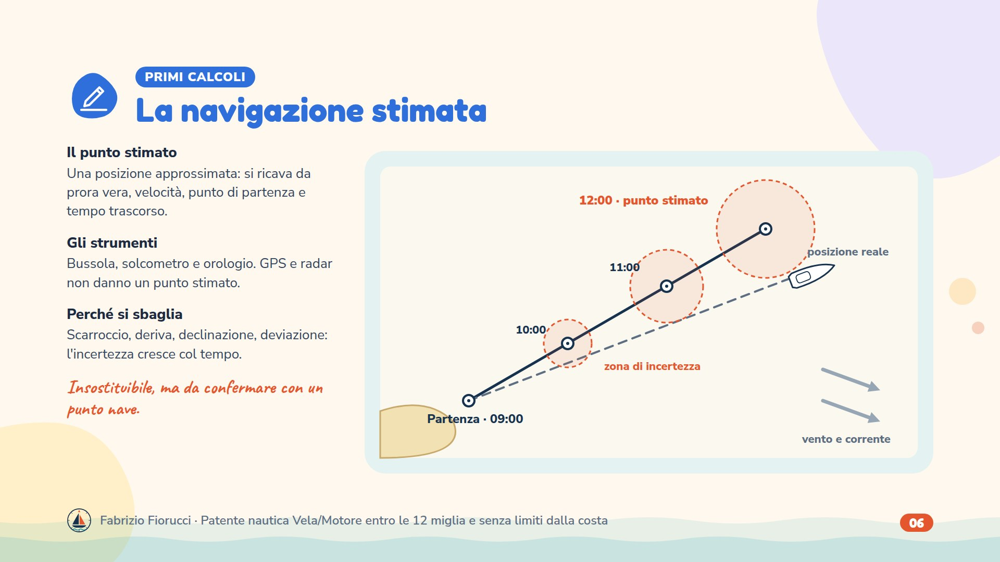 PRIMI CALCOLI
La navigazione stimata
Il punto stimato
Una posizione approssimata: si ricava da
prora vera, velocità, punto di partenza e
tempo trascorso.
Gli strumenti
Bussola, solcometro e orologio. GPS e radar
non danno un punto stimato.
Perché si sbaglia
Scarroccio, deriva, declinazione, deviazione:
l'incertezza cresce col tempo.
Insostituibile, ma da confermare con un
punto nave.
12:00 · punto stimato
posizione reale
11:00
10:00
zona di incertezza
Partenza · 09:00
vento e corrente
Fabrizio Fiorucci · Patente nautica Vela/Motore entro le 12 miglia e senza limiti dalla costa
06